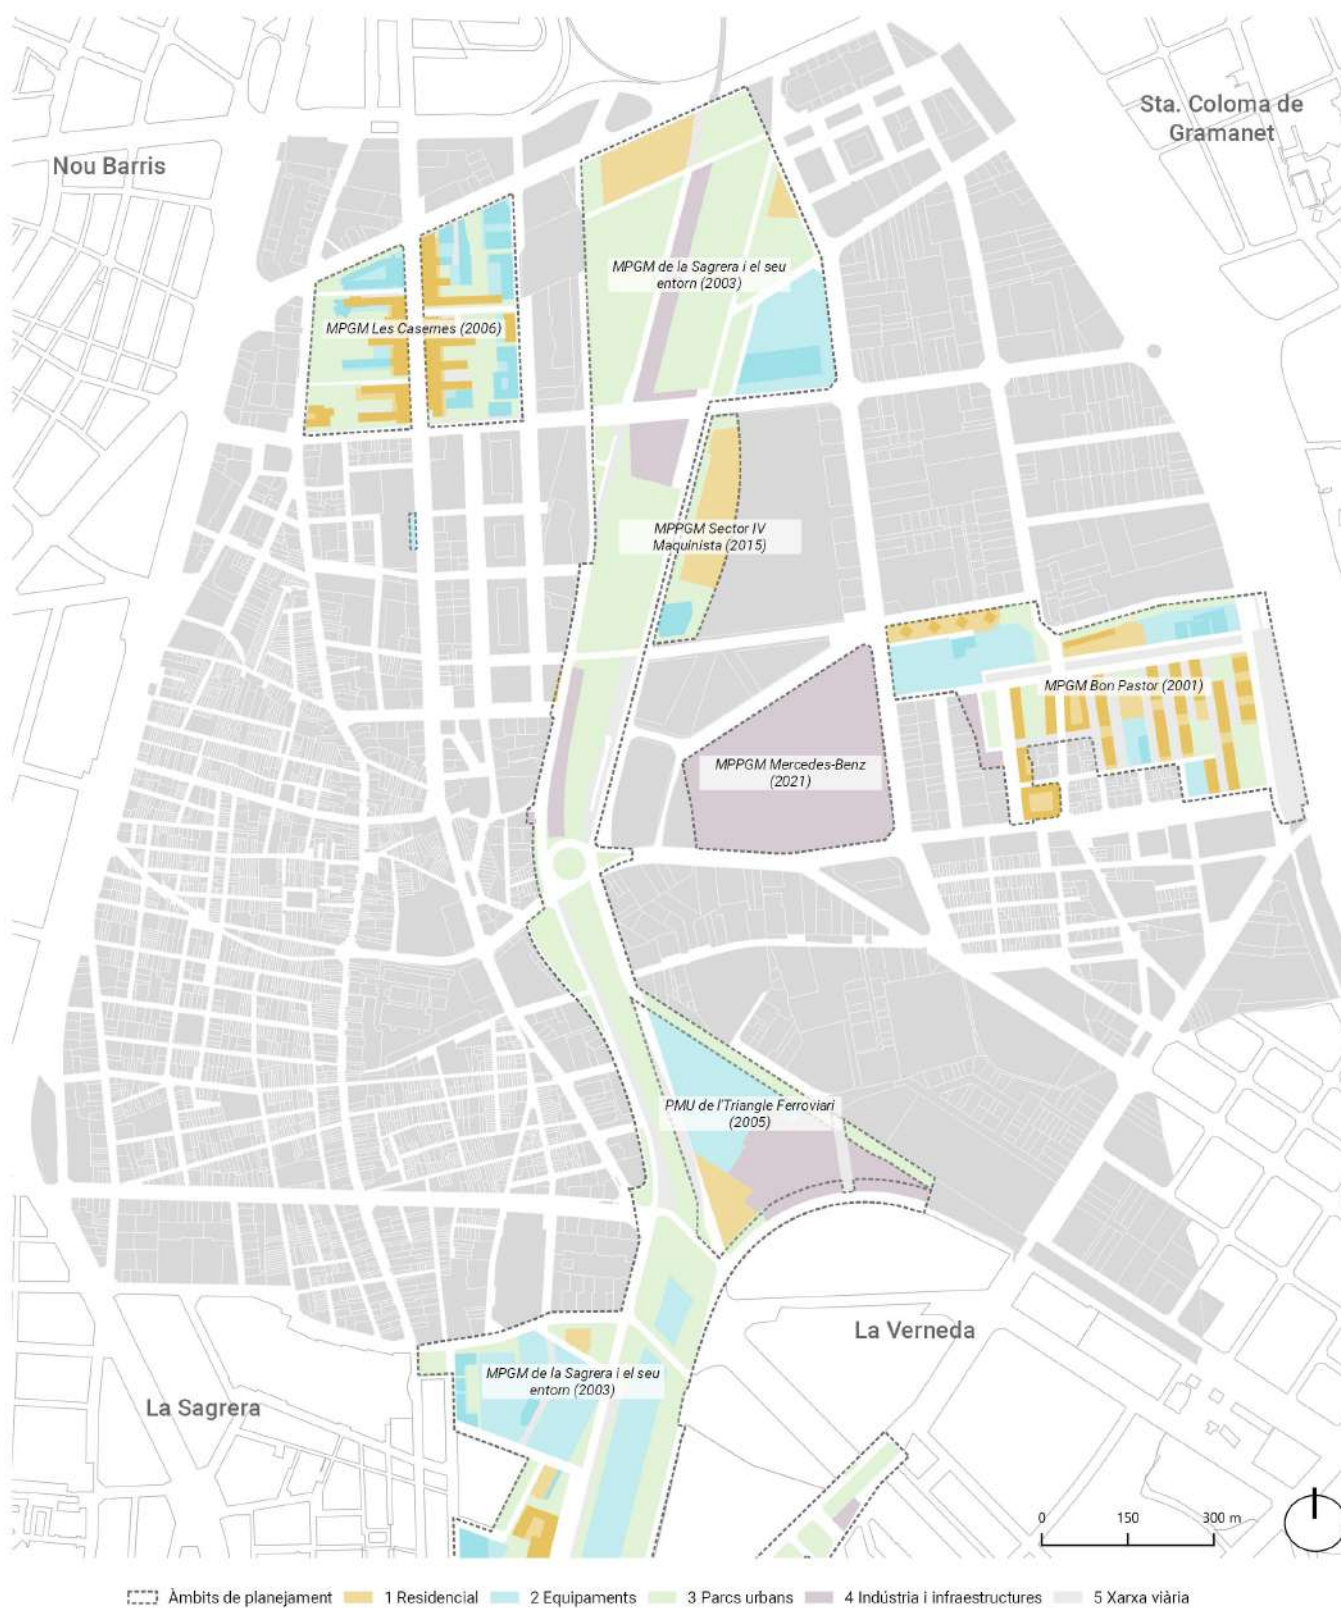 Sta. Coloma de
Gramanet
Nou Barris
MPGM de la Sagrera i el seu
entorn (2003)
MPGM Les Casernes (2006)
MPPGM Sector IV
Maquinista (2015)
MPGM Bon Pastor (2001)
MPPGM Mercedes-Benz
(2021)
PMU de l'Triangle Ferroviari
(2005)
La Verneda
MPGM de la Sagrera i el seu
entorn (2003)
La Sagrera
0 150 300 m
Àmbits de planejament 1 Residencial 2 Equipaments 3 Parcs urbans 4 Indústria i infraestructures 5 Xarxa viària